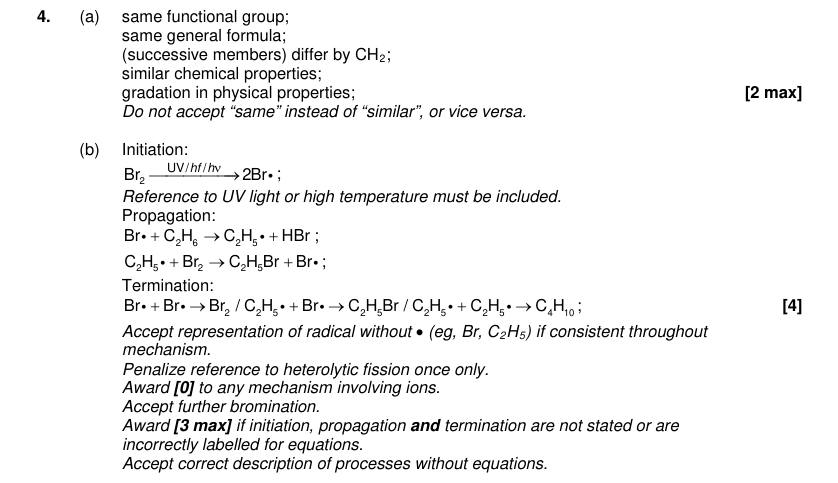 4. (a) same functional group;
same general formula;
(successive members) differ by CH₂;
similar chemical properties;
gradation in physical properties; [2 max]
Do not accept “same” instead of “similar”, or vice versa.
(b) Initiation:
Br₂ —UV/hf/hν→ 2Br• ;
Reference to UV light or high temperature must be included.
Propagation:
Br• + C₂H₆ → C₂H₅• + HBr ;
C₂H₅• + Br₂ → C₂H₅Br + Br• ;
Termination:
Br• + Br• → Br₂ / C₂H₅• + Br• → C₂H₅Br / C₂H₅• + C₂H₅• → C₄H₁₀ ; [4]
Accept representation of radical without • (eg, Br, C₂H₅) if consistent throughout
mechanism.
Penalize reference to heterolytic fission once only.
Award [0] to any mechanism involving ions.
Accept further bromination.
Award [3 max] if initiation, propagation and termination are not stated or are
incorrectly labelled for equations.
Accept correct description of processes without equations.